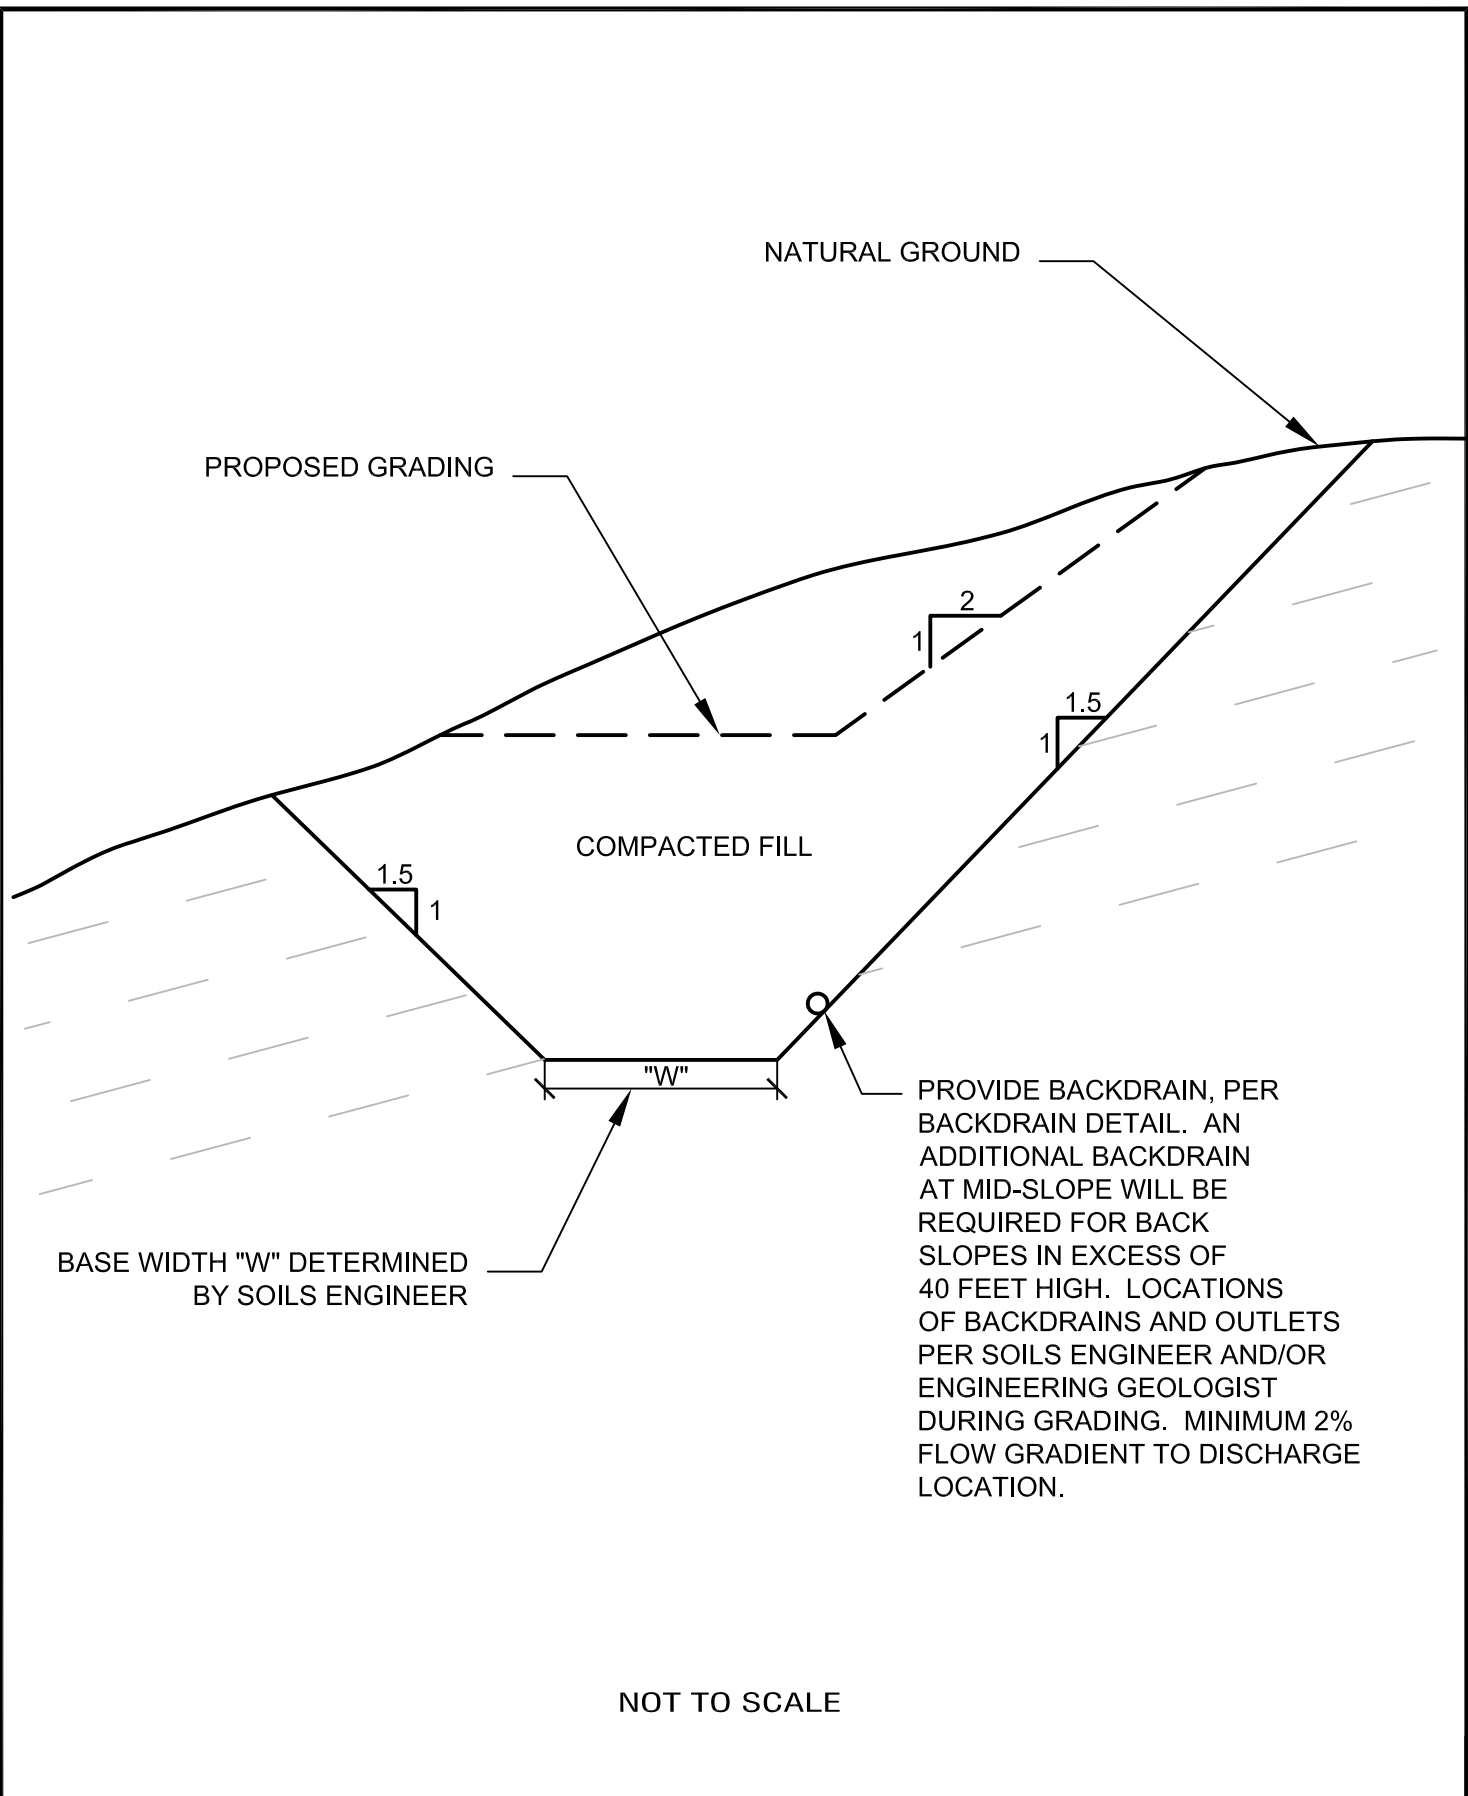 NATURAL GROUND
PROPOSED GRADING
2
1
1.5
1
COMPACTED FILL
1.5
1
"W"
PROVIDE BACKDRAIN, PER
BACKDRAIN DETAIL. AN
ADDITIONAL BACKDRAIN
AT MID-SLOPE WILL BE
REQUIRED FOR BACK
SLOPES IN EXCESS OF
40 FEET HIGH. LOCATIONS
OF BACKDRAINS AND OUTLETS
PER SOILS ENGINEER AND/OR
ENGINEERING GEOLOGIST
DURING GRADING. MINIMUM 2%
FLOW GRADIENT TO DISCHARGE
LOCATION.
BASE WIDTH "W" DETERMINED
BY SOILS ENGINEER
NOT TO SCALE